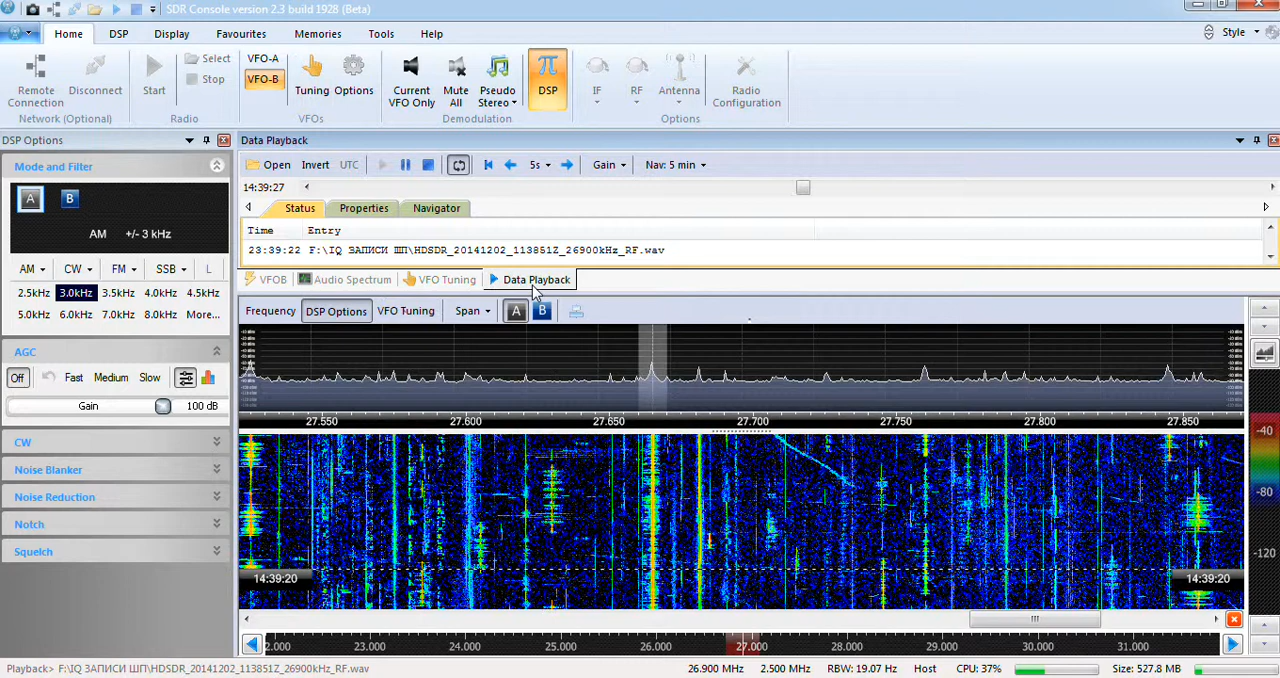 SDR Console version 2.3 build 1928 (Beta)
Home DSP Display Favourites Memories Tools Help Style
Remote Connection Disconnect Select Stop Start VFO-A VFO-B Tuning Options Current VFO Only Mute All Pseudo Stereo DSP IF RF Antenna Radio Configuration
Network (Optional) Radio VFOs Demodulation Options
DSP Options
Data Playback
Mode and Filter
Open Invert UTC 5s Gain Nav: 5 min
14:39:27
A B
Status Properties Navigator
AM +/- 3 kHz
Time Entry
23:39:22 F:\IQ ЗАПИСИ ШП\HDSDR_20141202_113851Z_26900kHz_RF.wav
AM CW FM SSB L
VFOB Audio Spectrum VFO Tuning Data Playback
2.5kHz 3.0kHz 3.5kHz 4.0kHz 4.5kHz
5.0kHz 6.0kHz 7.0kHz 8.0kHz More...
Frequency DSP Options VFO Tuning Span A B
AGC
Off Fast Medium Slow
Gain 100 dB
27.550 27.600 27.650 27.700 27.750 27.800 27.850
CW
Noise Blanker
Noise Reduction
Notch
Squelch
-40
-80
-120
14:39:20 14:39:20
2.000 23.000 24.000 25.000 26.000 27.000 28.000 29.000 30.000 31.000
Playback> F:\IQ ЗАПИСИ ШП\HDSDR_20141202_113851Z_26900kHz_RF.wav 26.900 MHz 2.500 MHz RBW: 19.07 Hz Host CPU: 37% Size: 527.8 MB